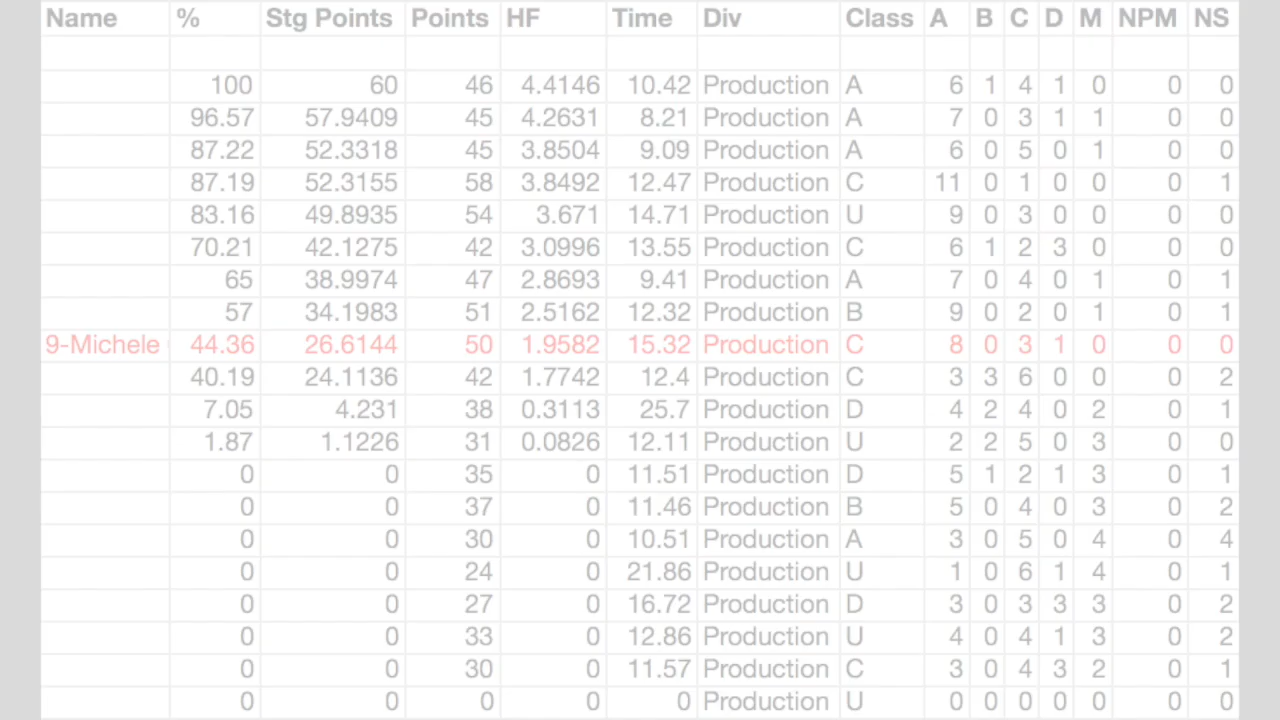 Name % Stg Points Points HF Time Div Class A B C D M NPM NS
100 60 46 4.4146 10.42 Production A 6 1 4 1 0 0 0
96.57 57.9409 45 4.2631 8.21 Production A 7 0 3 1 1 0 0
87.22 52.3318 45 3.8504 9.09 Production A 6 0 5 0 1 0 0
87.19 52.3155 58 3.8492 12.47 Production C 11 0 1 0 0 0 1
83.16 49.8935 54 3.671 14.71 Production U 9 0 3 0 0 0 0
70.21 42.1275 42 3.0996 13.55 Production C 6 1 2 3 0 0 0
65 38.9974 47 2.8693 9.41 Production A 7 0 4 0 1 0 1
57 34.1983 51 2.5162 12.32 Production B 9 0 2 0 1 0 1
9-Michele 44.36 26.6144 50 1.9582 15.32 Production C 8 0 3 1 0 0 0
40.19 24.1136 42 1.7742 12.4 Production C 3 3 6 0 0 0 2
7.05 4.231 38 0.3113 25.7 Production D 4 2 4 0 2 0 1
1.87 1.1226 31 0.0826 12.11 Production U 2 2 5 0 3 0 0
0 0 35 0 11.51 Production D 5 1 2 1 3 0 1
0 0 37 0 11.46 Production B 5 0 4 0 3 0 2
0 0 30 0 10.51 Production A 3 0 5 0 4 0 4
0 0 24 0 21.86 Production U 1 0 6 1 4 0 1
0 0 27 0 16.72 Production D 3 0 3 3 3 0 2
0 0 33 0 12.86 Production U 4 0 4 1 3 0 2
0 0 30 0 11.57 Production C 3 0 4 3 2 0 1
0 0 0 0 0 Production U 0 0 0 0 0 0 0